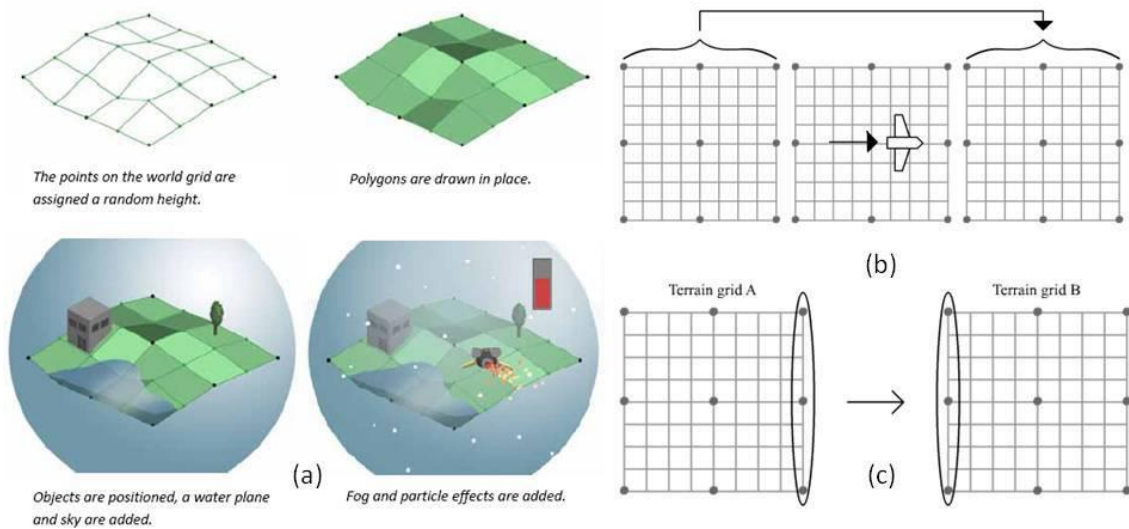 The points on the world grid are
assigned a random height.
Polygons are drawn in place.
Objects are positioned, a water plane
and sky are added.
Fog and particle effects are added.
(a)
(b)
Terrain grid A
Terrain grid B
(c)